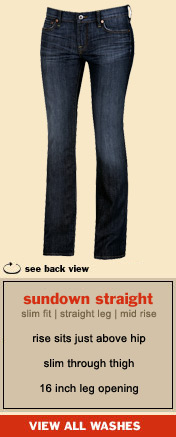 see back view
sundown straight
slim fit | straight leg | mid rise
rise sits just above hip
slim through thigh
16 inch leg opening
VIEW ALL WASHES